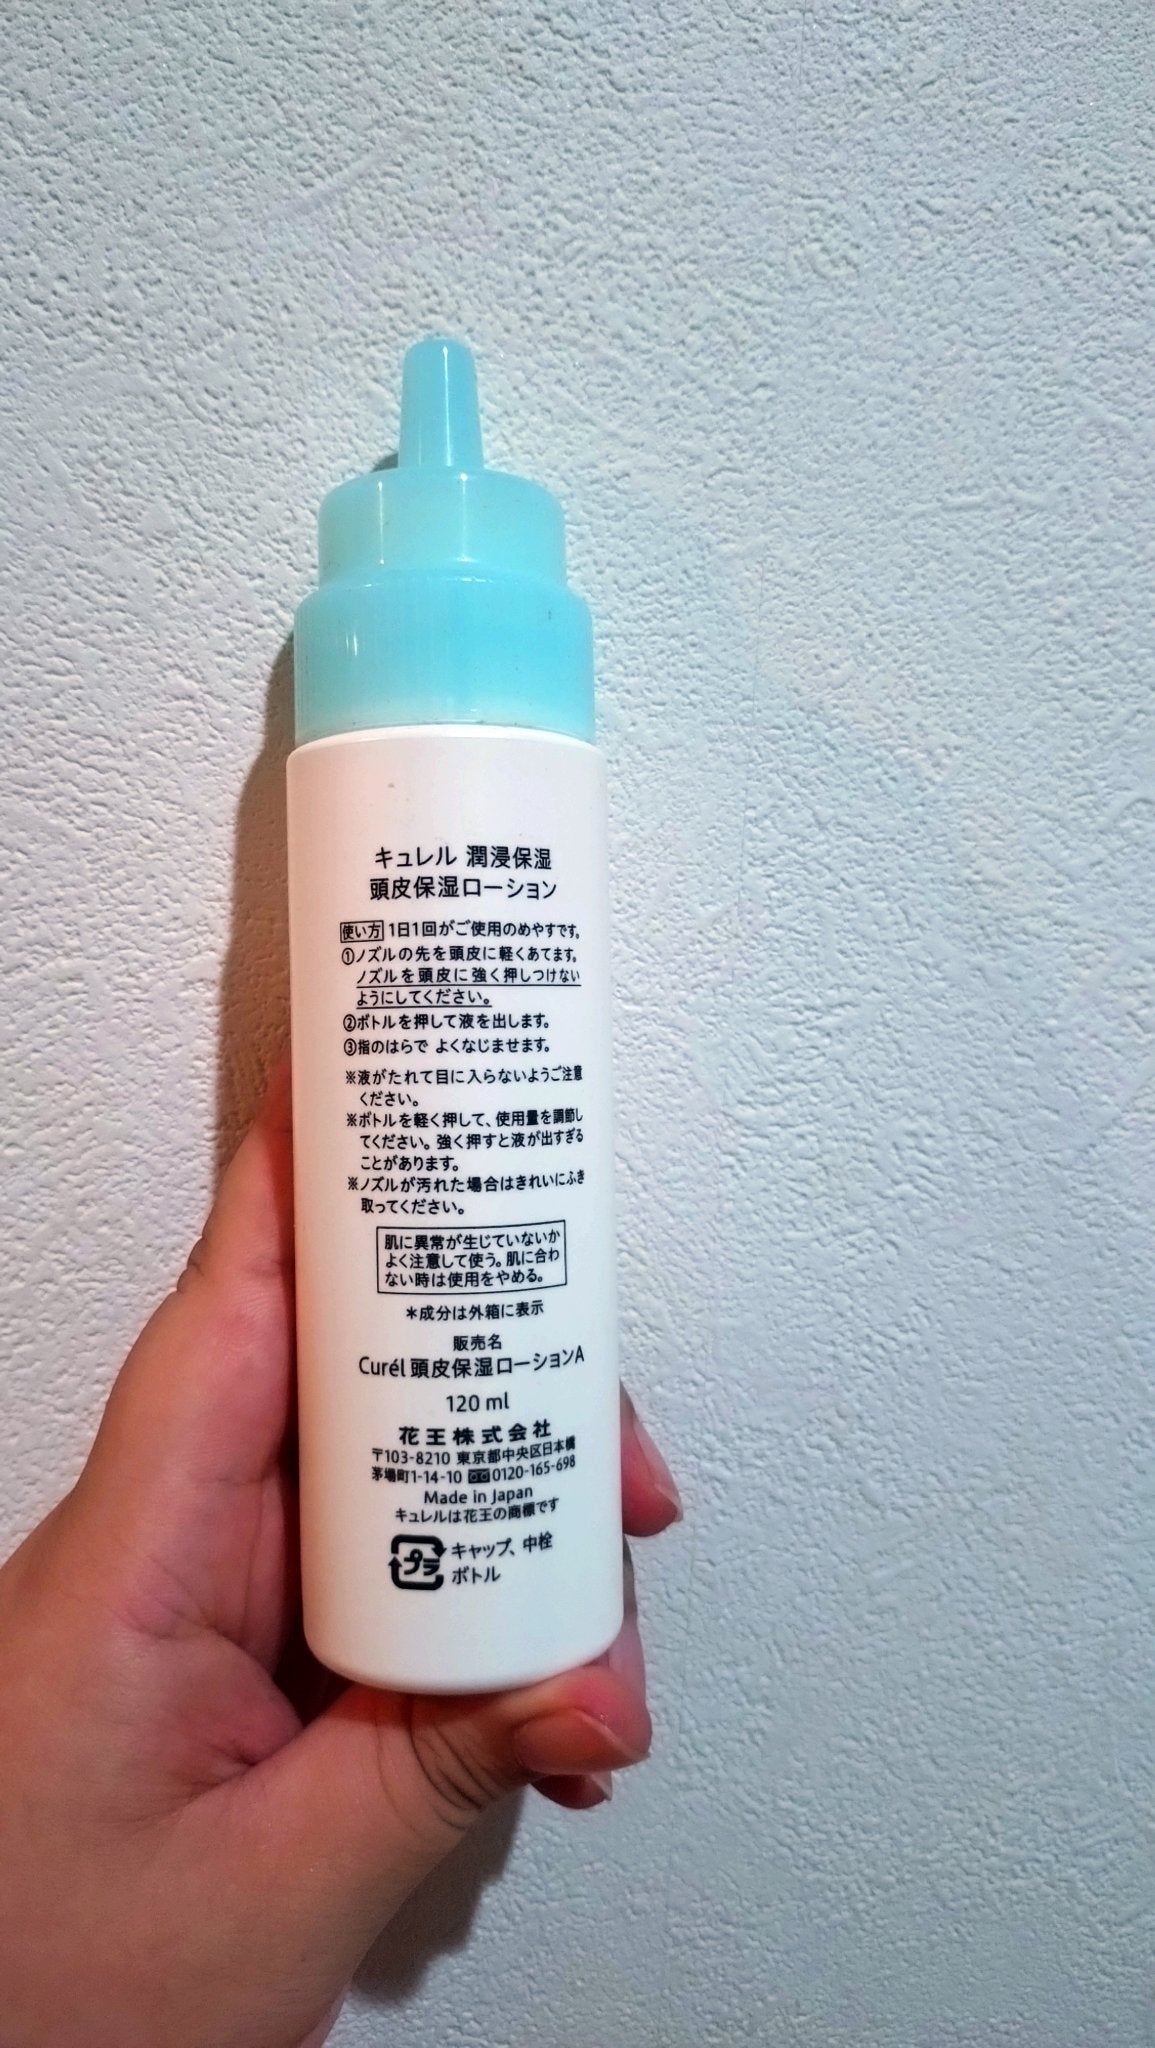 キュレル 潤浸保湿
頭皮保湿ローション
使い方 1日1回がご使用のめやすです。
①ノズルの先を頭皮に軽くあてます。
ノズルを頭皮に強く押しつけない
ようにしてください。
②ボトルを押して液を出します。
③指のはらで よくなじませます。
※液がたれて目に入らないようご注意
ください。
※ボトルを軽く押して、使用量を調節し
てください。強く押すと液が出すぎる
ことがあります。
※ノズルが汚れた場合はきれいにふき
取ってください。
肌に異常が生じていないか
よく注意して使う。肌に合わ
ない時は使用をやめる。
*成分は外箱に表示
販売名
Curél 頭皮保湿ローションA
120 ml
花王株式会社
〒103-8210 東京都中央区日本橋
茅場町1-14-10 0120-165-698
Made in Japan
キュレルは花王の商標です
プラ キャップ、中栓
ボトル